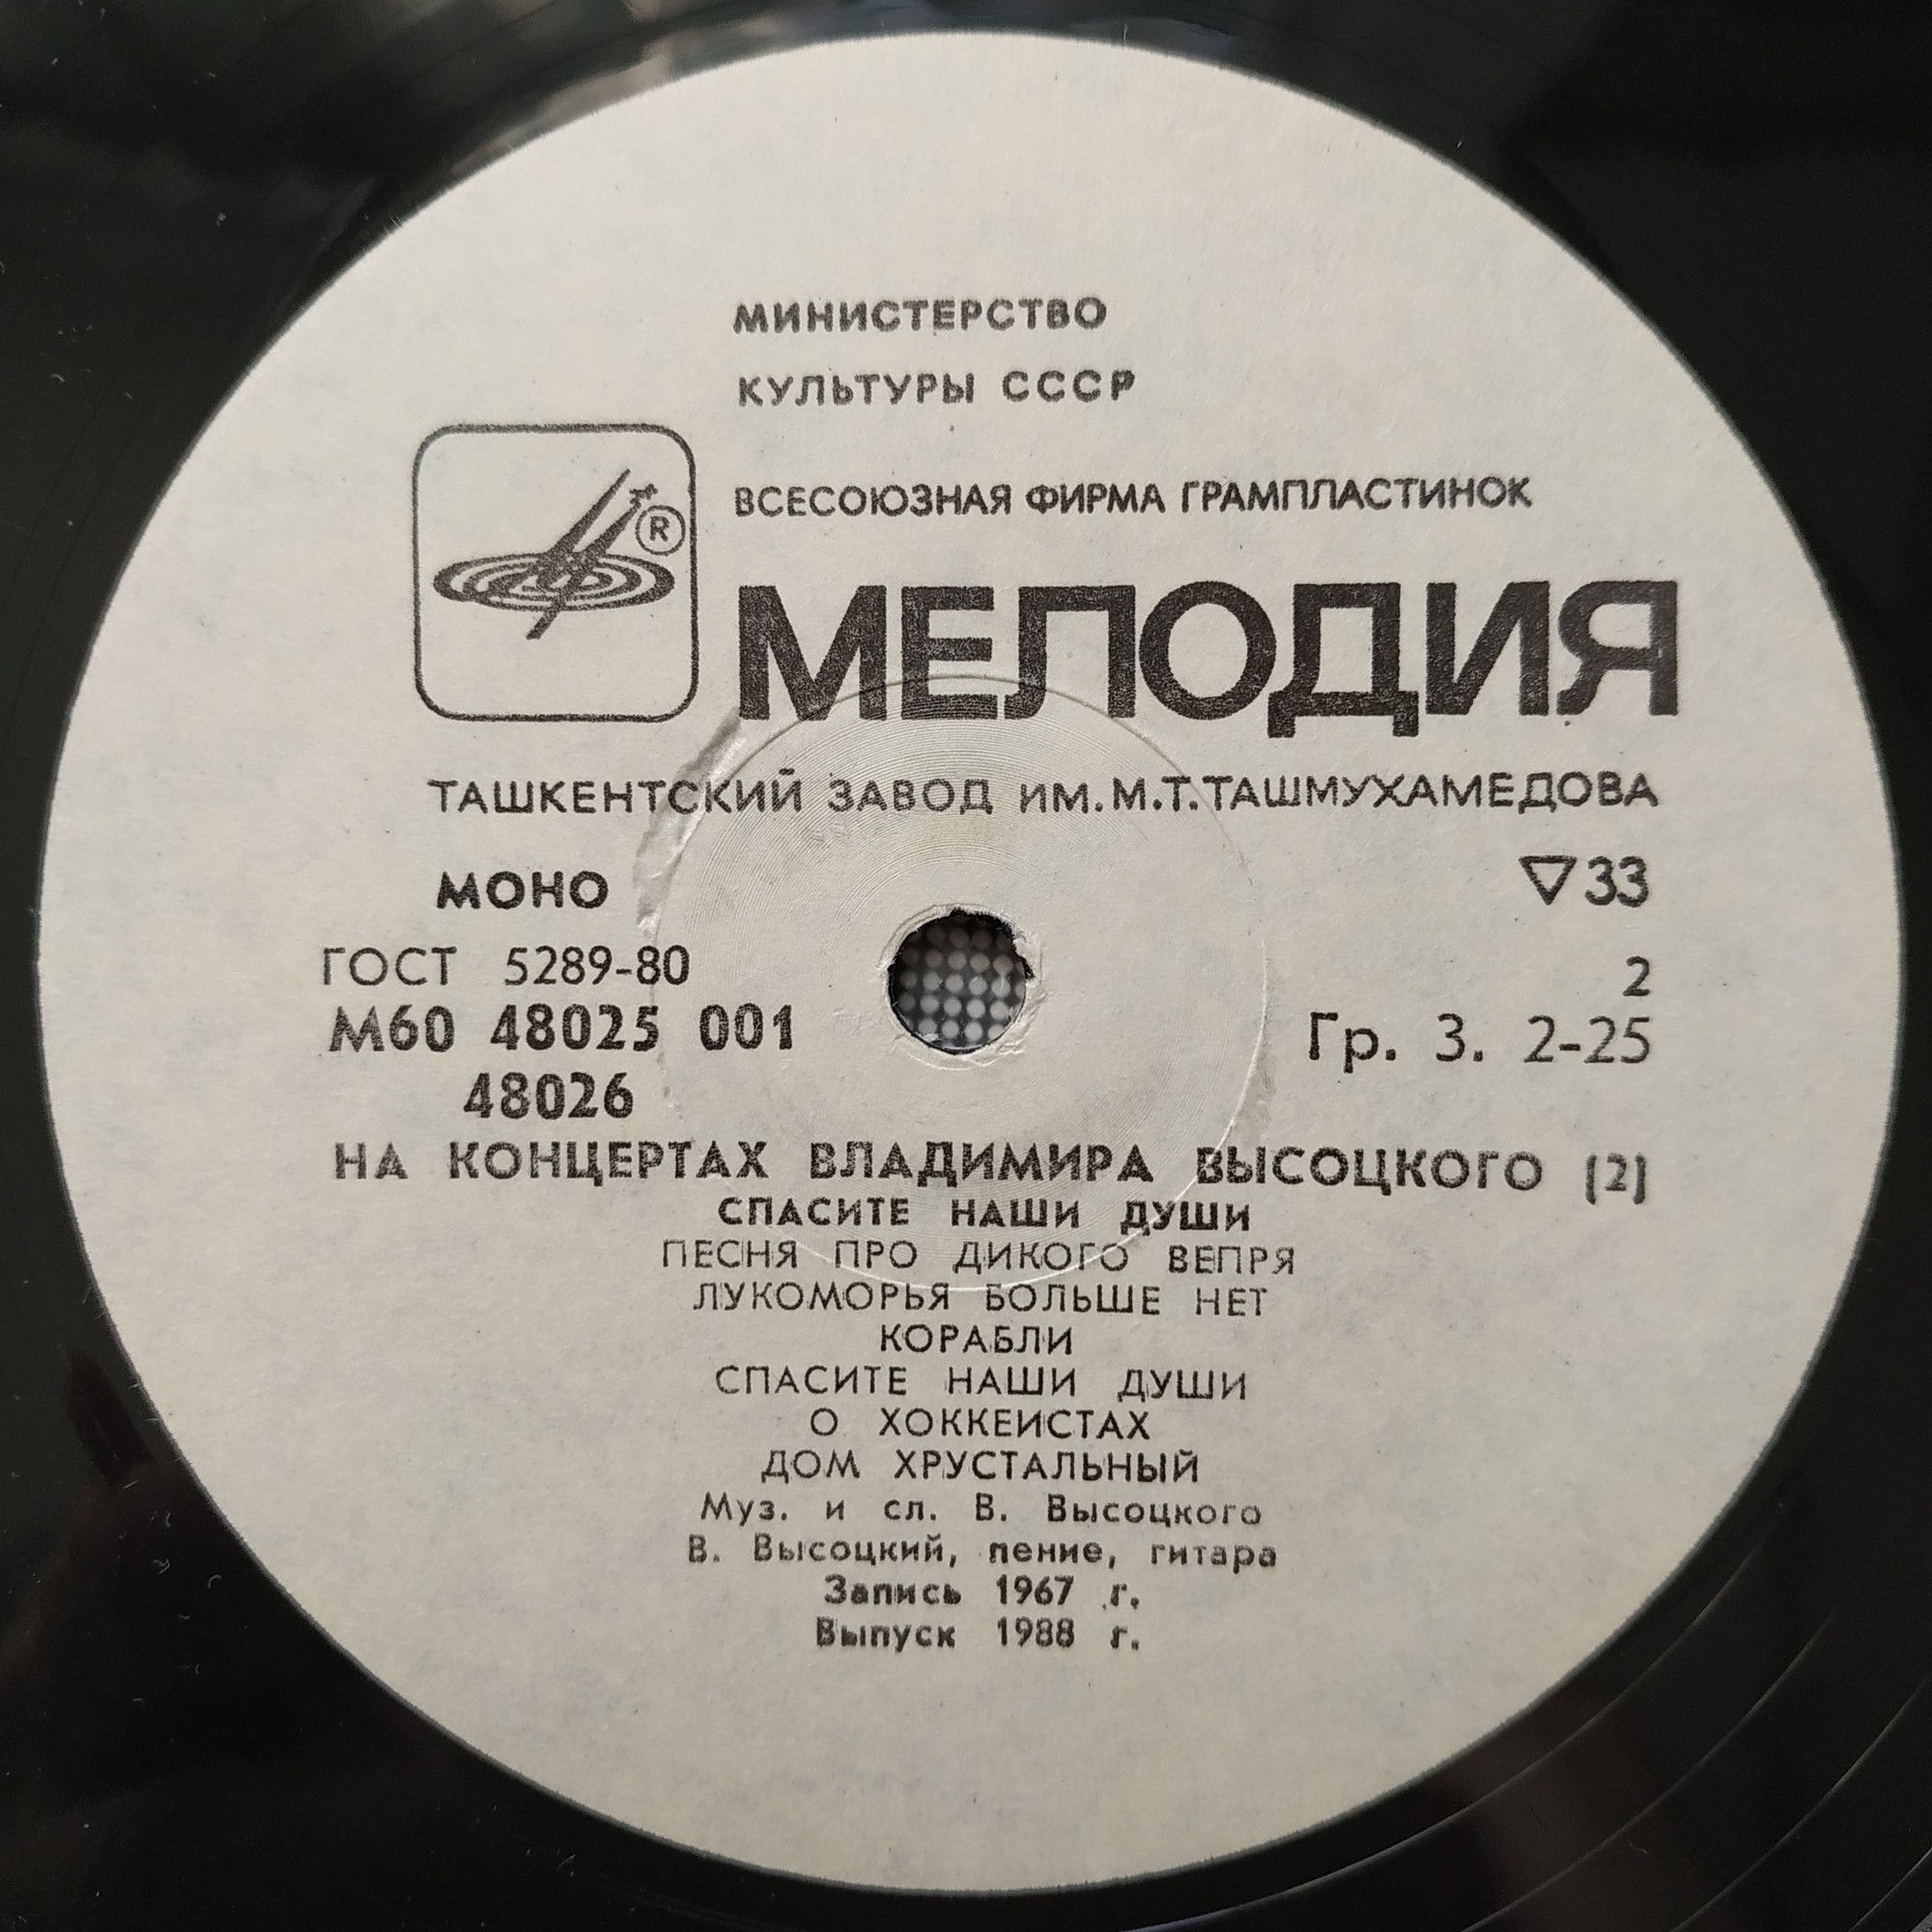 МИНИСТЕРСТВО
КУЛЬТУРЫ СССР
ВСЕСОЮЗНАЯ ФИРМА ГРАМПЛАСТИНОК
®
МЕЛОДИЯ
ТАШКЕНТСКИЙ ЗАВОД ИМ. М.Т. ТАШМУХАМЕДОВА
МОНО ▽33
ГОСТ 5289-80 2
М60 48025 001 Гр. 3. 2-25
48026
НА КОНЦЕРТАХ ВЛАДИМИРА ВЫСОЦКОГО (2)
СПАСИТЕ НАШИ ДУШИ
ПЕСНЯ ПРО ДИКОГО ВЕПРЯ
ЛУКОМОРЬЯ БОЛЬШЕ НЕТ
КОРАБЛИ
СПАСИТЕ НАШИ ДУШИ
О ХОККЕИСТАХ
ДОМ ХРУСТАЛЬНЫЙ
Муз. и сл. В. Высоцкого
В. Высоцкий, пение, гитара
Запись 1967 г.
Выпуск 1988 г.